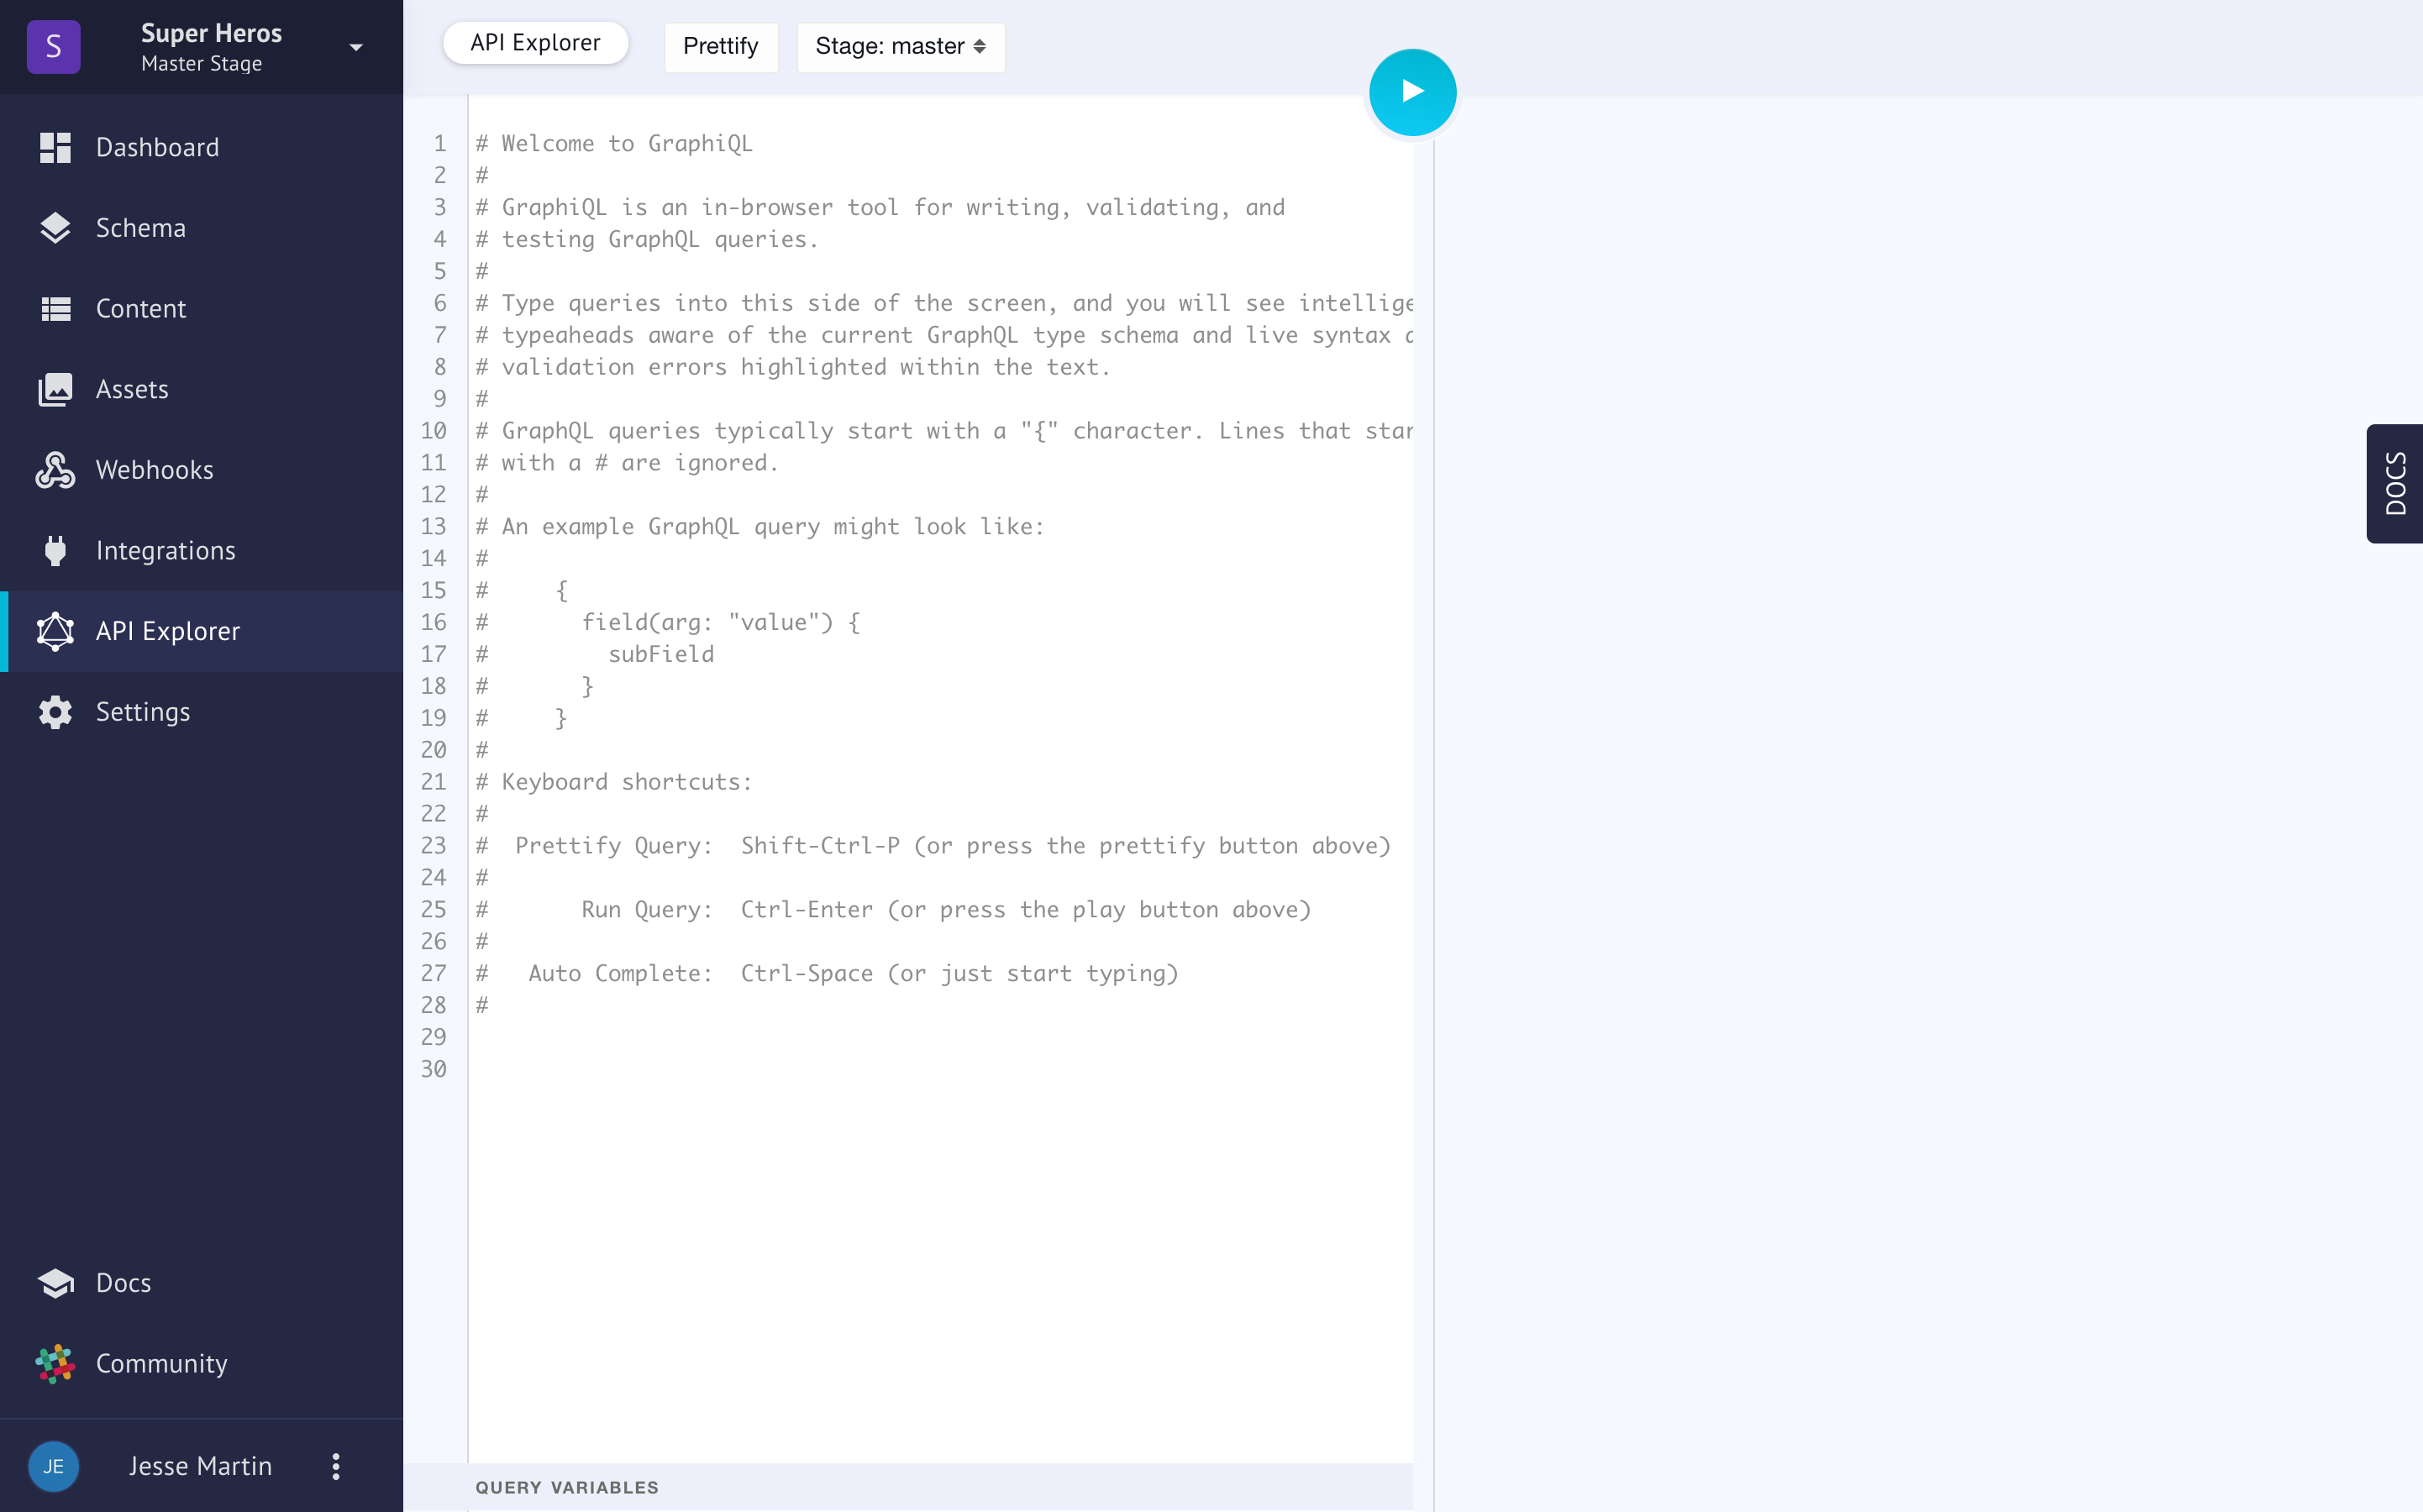 S
Super Heros
Master Stage
Dashboard
Schema
Content
Assets
Webhooks
Integrations
API Explorer
Settings
Docs
Community
JE
Jesse Martin
API Explorer
Prettify
Stage: master
1 # Welcome to GraphiQL
2 #
3 # GraphiQL is an in-browser tool for writing, validating, and
4 # testing GraphQL queries.
5 #
6 # Type queries into this side of the screen, and you will see intellige
7 # typeaheads aware of the current GraphQL type schema and live syntax a
8 # validation errors highlighted within the text.
9 #
10 # GraphQL queries typically start with a "{" character. Lines that star
11 # with a # are ignored.
12 #
13 # An example GraphQL query might look like:
14 #
15 #     {
16 #       field(arg: "value") {
17 #         subField
18 #       }
19 #     }
20 #
21 # Keyboard shortcuts:
22 #
23 #  Prettify Query:  Shift-Ctrl-P (or press the prettify button above)
24 #
25 #       Run Query:  Ctrl-Enter (or press the play button above)
26 #
27 #   Auto Complete:  Ctrl-Space (or just start typing)
28 #
29
30
QUERY VARIABLES
DOCS